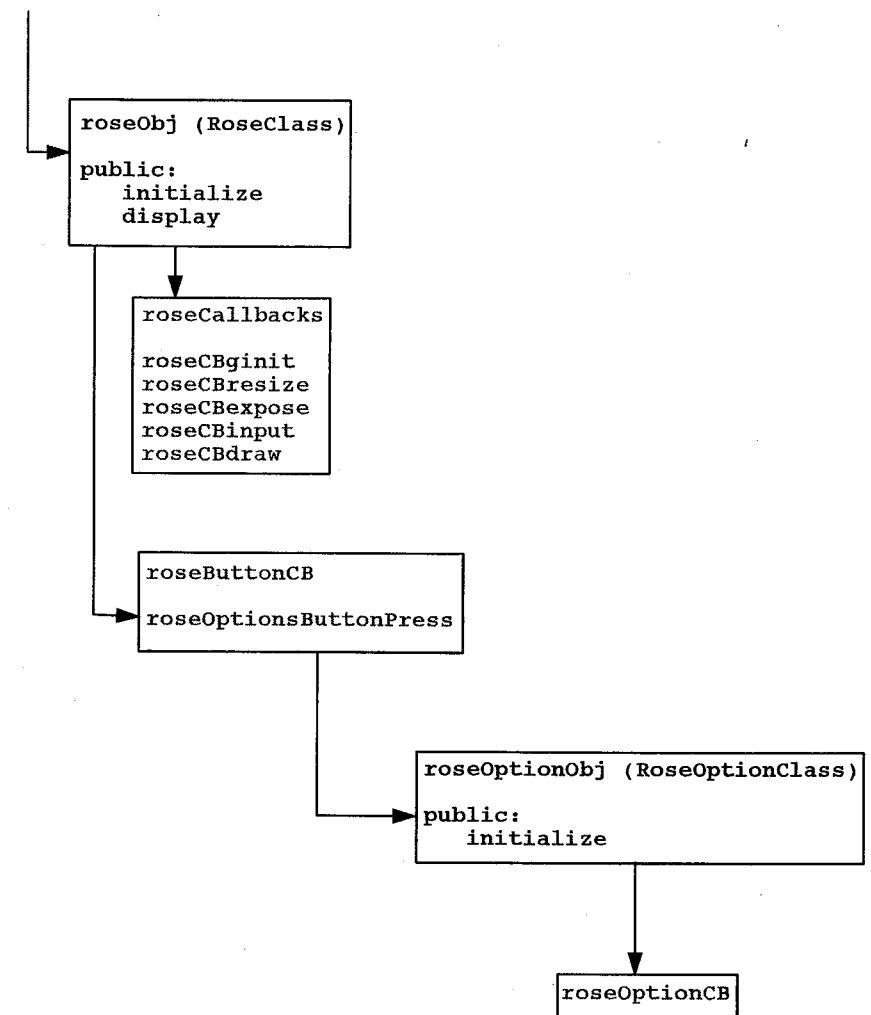 roseObj (RoseClass)
public:
initialize
display
roseCallbacks
roseCBginit
roseCBresize
roseCBexpose
roseCBinput
roseCBdraw
roseButtonCB
roseOptionsButtonPress
roseOptionObj (RoseOptionClass)
public:
initialize
roseOptionCB